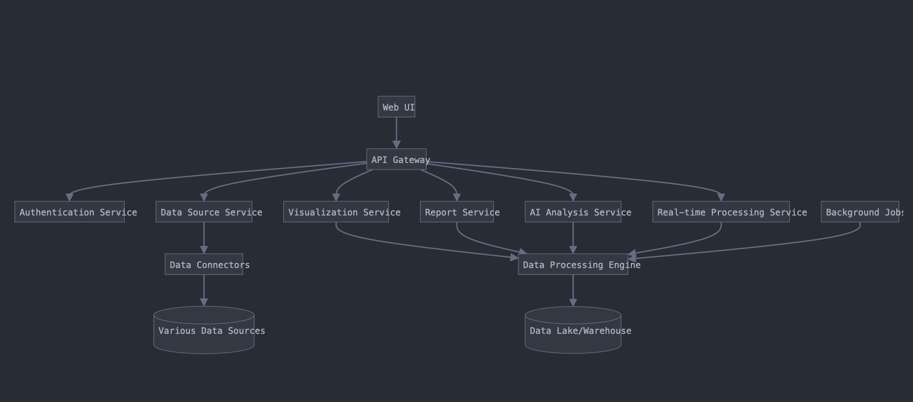 Web UI
API Gateway
Authentication Service
Data Source Service
Visualization Service
Report Service
AI Analysis Service
Real-time Processing Service
Background Jobs
Data Connectors
Data Processing Engine
Various Data Sources
Data Lake/Warehouse